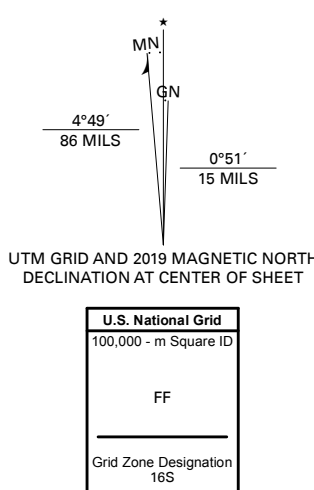 ★
MN
GN
4°49´
86 MILS
0°51´
15 MILS
UTM GRID AND 2019 MAGNETIC NORTH
DECLINATION AT CENTER OF SHEET
U.S. National Grid
100,000 - m Square ID
FF
Grid Zone Designation
16S